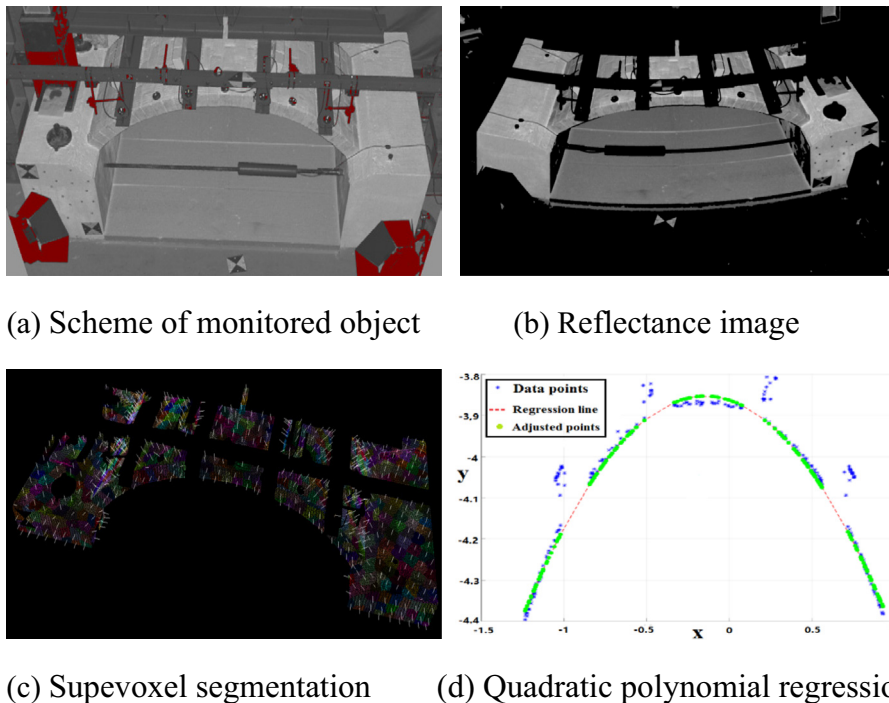 (a) Scheme of monitored object
(b) Reflectance image
(c) Supevoxel segmentation
-3.8
-3.9
-4
y
-4.1
-4.2
-4.3
-4.4
-1.5 -1 -0.5 0 0.5
x
Data points
Regression line
Adjusted points
(d) Quadratic polynomial regressio